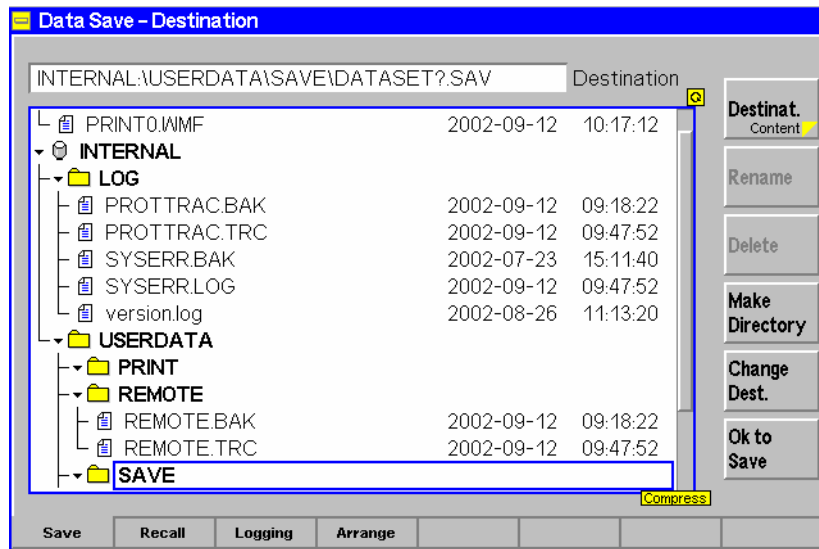 Data Save – Destination
INTERNAL:\USERDATA\SAVE\DATASET?.SAV Destination
PRINT0.WMF 2002-09-12 10:17:12
INTERNAL
LOG
PROTTRAC.BAK 2002-09-12 09:18:22
PROTTRAC.TRC 2002-09-12 09:47:52
SYSERR.BAK 2002-07-23 15:11:40
SYSERR.LOG 2002-09-12 09:47:52
version.log 2002-08-26 11:13:20
USERDATA
PRINT
REMOTE
REMOTE.BAK 2002-09-12 09:18:22
REMOTE.TRC 2002-09-12 09:47:52
SAVE
Compress
Destinat.
Content
Rename
Delete
Make
Directory
Change
Dest.
Ok to
Save
Save Recall Logging Arrange